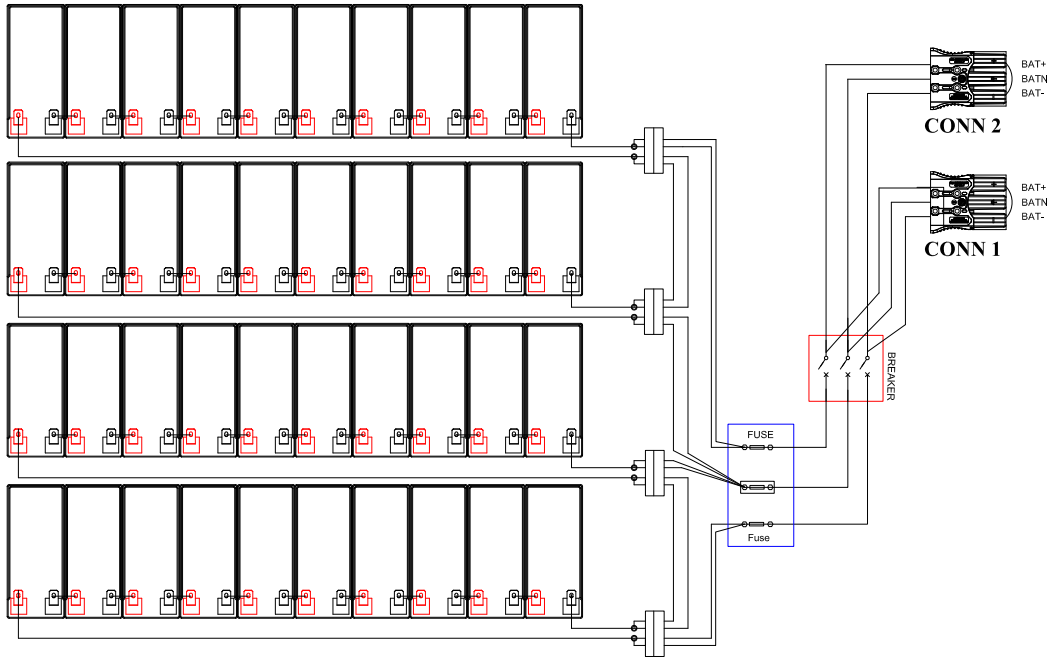 BAT+
BATN
BAT-
CONN 2
BAT+
BATN
BAT-
CONN 1
BREAKER
FUSE
Fuse